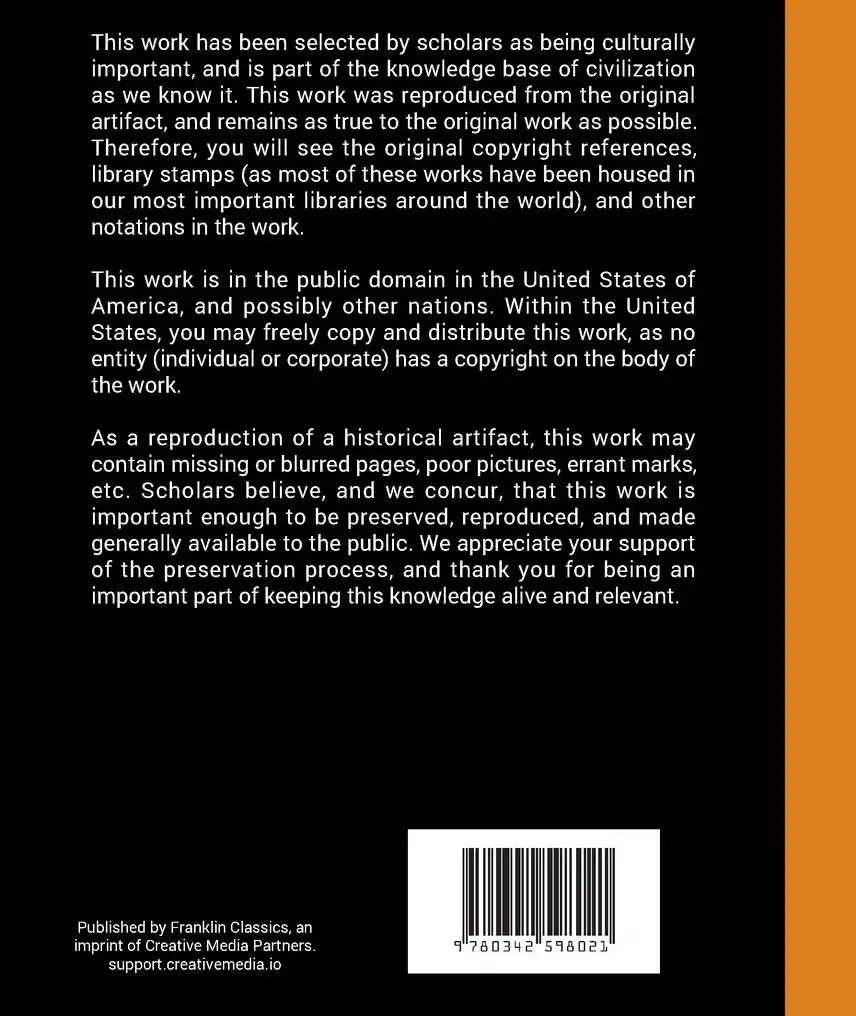 This work has been selected by scholars as being culturally
important, and is part of the knowledge base of civilization
as we know it. This work was reproduced from the original
artifact, and remains as true to the original work as possible.
Therefore, you will see the original copyright references,
library stamps (as most of these works have been housed in
our most important libraries around the world), and other
notations in the work.
This work is in the public domain in the United States of
America, and possibly other nations. Within the United
States, you may freely copy and distribute this work, as no
entity (individual or corporate) has a copyright on the body of
the work.
As a reproduction of a historical artifact, this work may
contain missing or blurred pages, poor pictures, errant marks,
etc. Scholars believe, and we concur, that this work is
important enough to be preserved, reproduced, and made
generally available to the public. We appreciate your support
of the preservation process, and thank you for being an
important part of keeping this knowledge alive and relevant.
Published by Franklin Classics, an
imprint of Creative Media Partners.
support.creativemedia.io
9 780342 598021